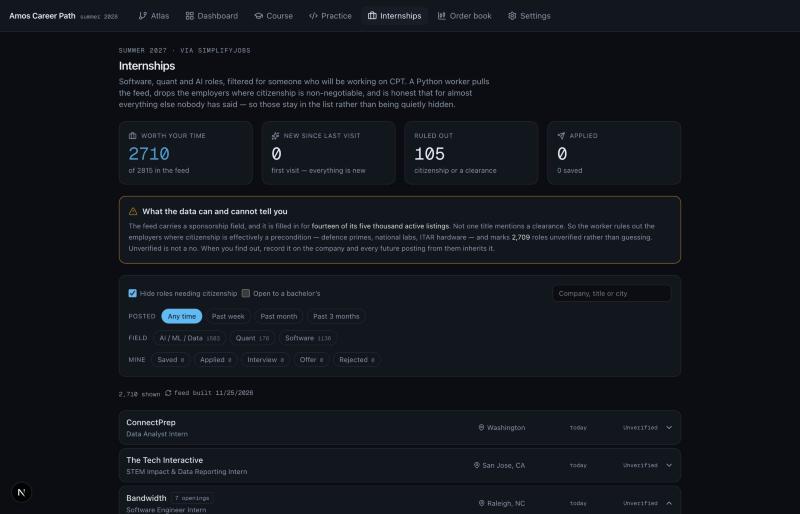 Amos Career Path summer 2028 Atlas Dashboard Course Practice Internships Order book Settings
SUMMER 2027 · VIA SIMPLIFYJOBS
Internships
Software, quant and AI roles, filtered for someone who will be working on CPT. A Python worker pulls
the feed, drops the employers where citizenship is non-negotiable, and is honest that for almost
everything else nobody has said — so those stay in the list rather than being quietly hidden.
WORTH YOUR TIME
2710
of 2815 in the feed
NEW SINCE LAST VISIT
0
first visit — everything is new
RULED OUT
105
citizenship or a clearance
APPLIED
0
0 saved
What the data can and cannot tell you
The feed carries a sponsorship field, and it is filled in for fourteen of its five thousand active listings. Not one title mentions a clearance. So the worker rules out the
employers where citizenship is effectively a precondition — defence primes, national labs, ITAR hardware — and marks 2,709 roles unverified rather than guessing.
Unverified is not a no. When you find out, record it on the company and every future posting from them inherits it.
Hide roles needing citizenship Open to a bachelor's Company, title or city
POSTED Any time Past week Past month Past 3 months
FIELD AI / ML / Data Quant Software
MINE Saved 0 Applied 0 Interview 0 Offer 0 Rejected 0
2,710 shown feed built 11/25/2026
ConnectPrep
Data Analyst Intern
Washington today Unverified
The Tech Interactive
STEM Impact & Data Reporting Intern
San Jose, CA today Unverified
Bandwidth 7 openings
Software Engineer Intern
Raleigh, NC today Unverified
N